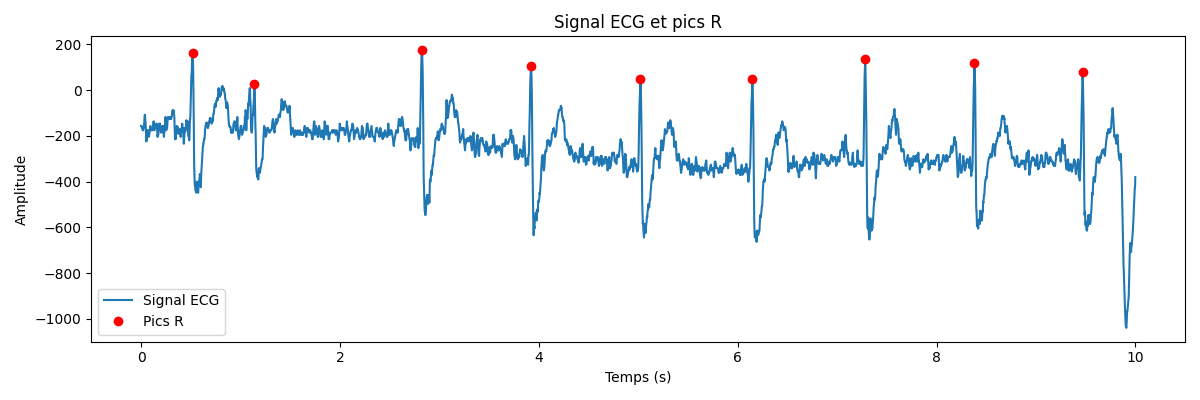 Signal ECG et pics R
200
0
−200
−400
−600
−800
−1000
Amplitude
Signal ECG
Pics R
0
2
4
6
8
10
Temps (s)